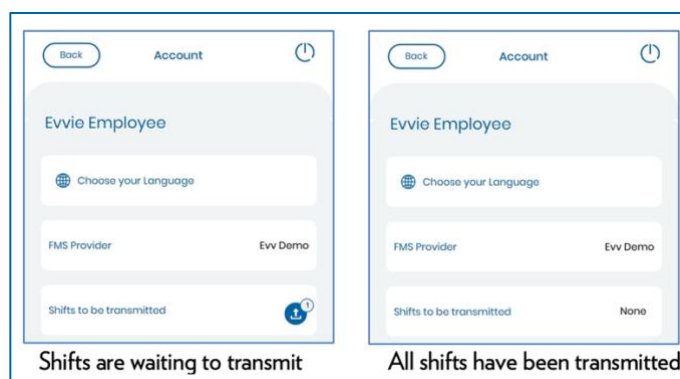 Back Account
Evvie Employee
Choose your Language
FMS Provider Evv Demo
Shifts to be transmitted 1
Shifts are waiting to transmit
Back Account
Evvie Employee
Choose your Language
FMS Provider Evv Demo
Shifts to be transmitted None
All shifts have been transmitted